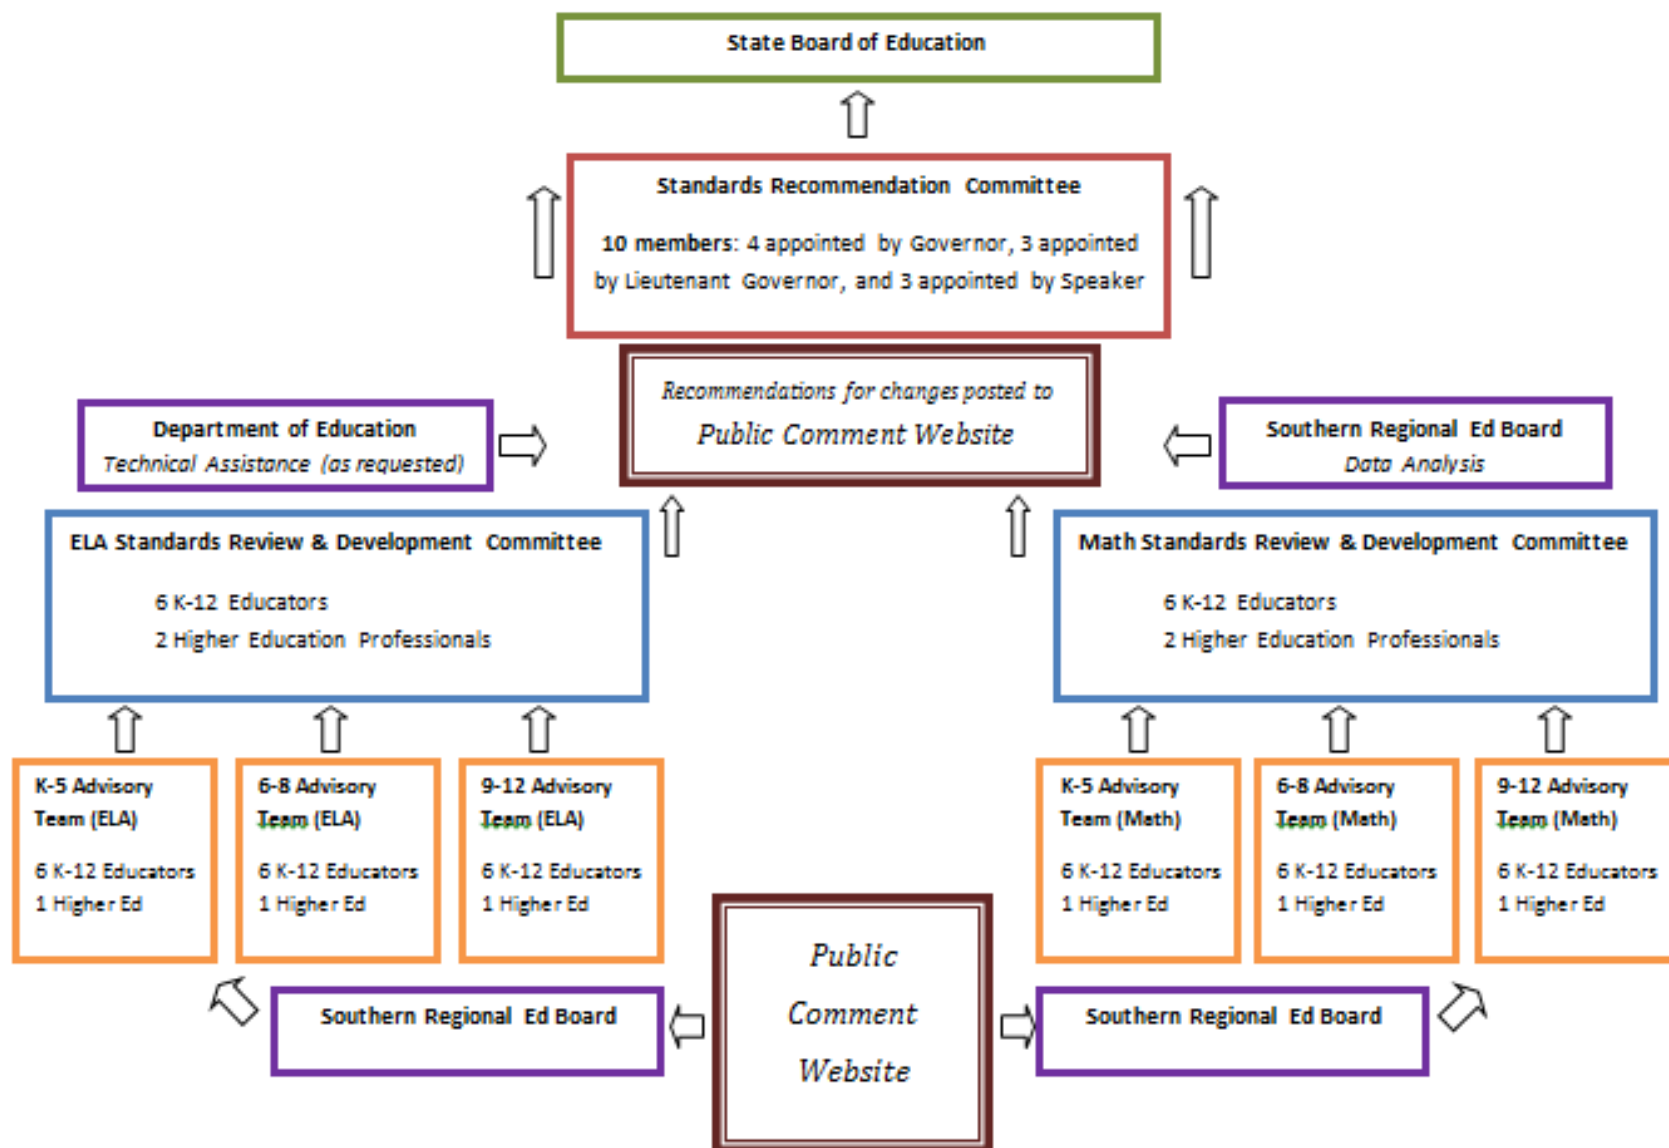 State Board of Education
Standards Recommendation Committee
10 members: 4 appointed by Governor, 3 appointed
by Lieutenant Governor, and 3 appointed by Speaker
Recommendations for changes posted to
Public Comment Website
Department of Education
Technical Assistance (as requested)
Southern Regional Ed Board
Data Analysis
ELA Standards Review & Development Committee
6 K-12 Educators
2 Higher Education Professionals
Math Standards Review & Development Committee
6 K-12 Educators
2 Higher Education Professionals
K-5 Advisory
Team (ELA)
6 K-12 Educators
1 Higher Ed
6-8 Advisory
Team (ELA)
6 K-12 Educators
1 Higher Ed
9-12 Advisory
Team (ELA)
6 K-12 Educators
1 Higher Ed
K-5 Advisory
Team (Math)
6 K-12 Educators
1 Higher Ed
6-8 Advisory
Team (Math)
6 K-12 Educators
1 Higher Ed
9-12 Advisory
Team (Math)
6 K-12 Educators
1 Higher Ed
Southern Regional Ed Board
Public
Comment
Website
Southern Regional Ed Board